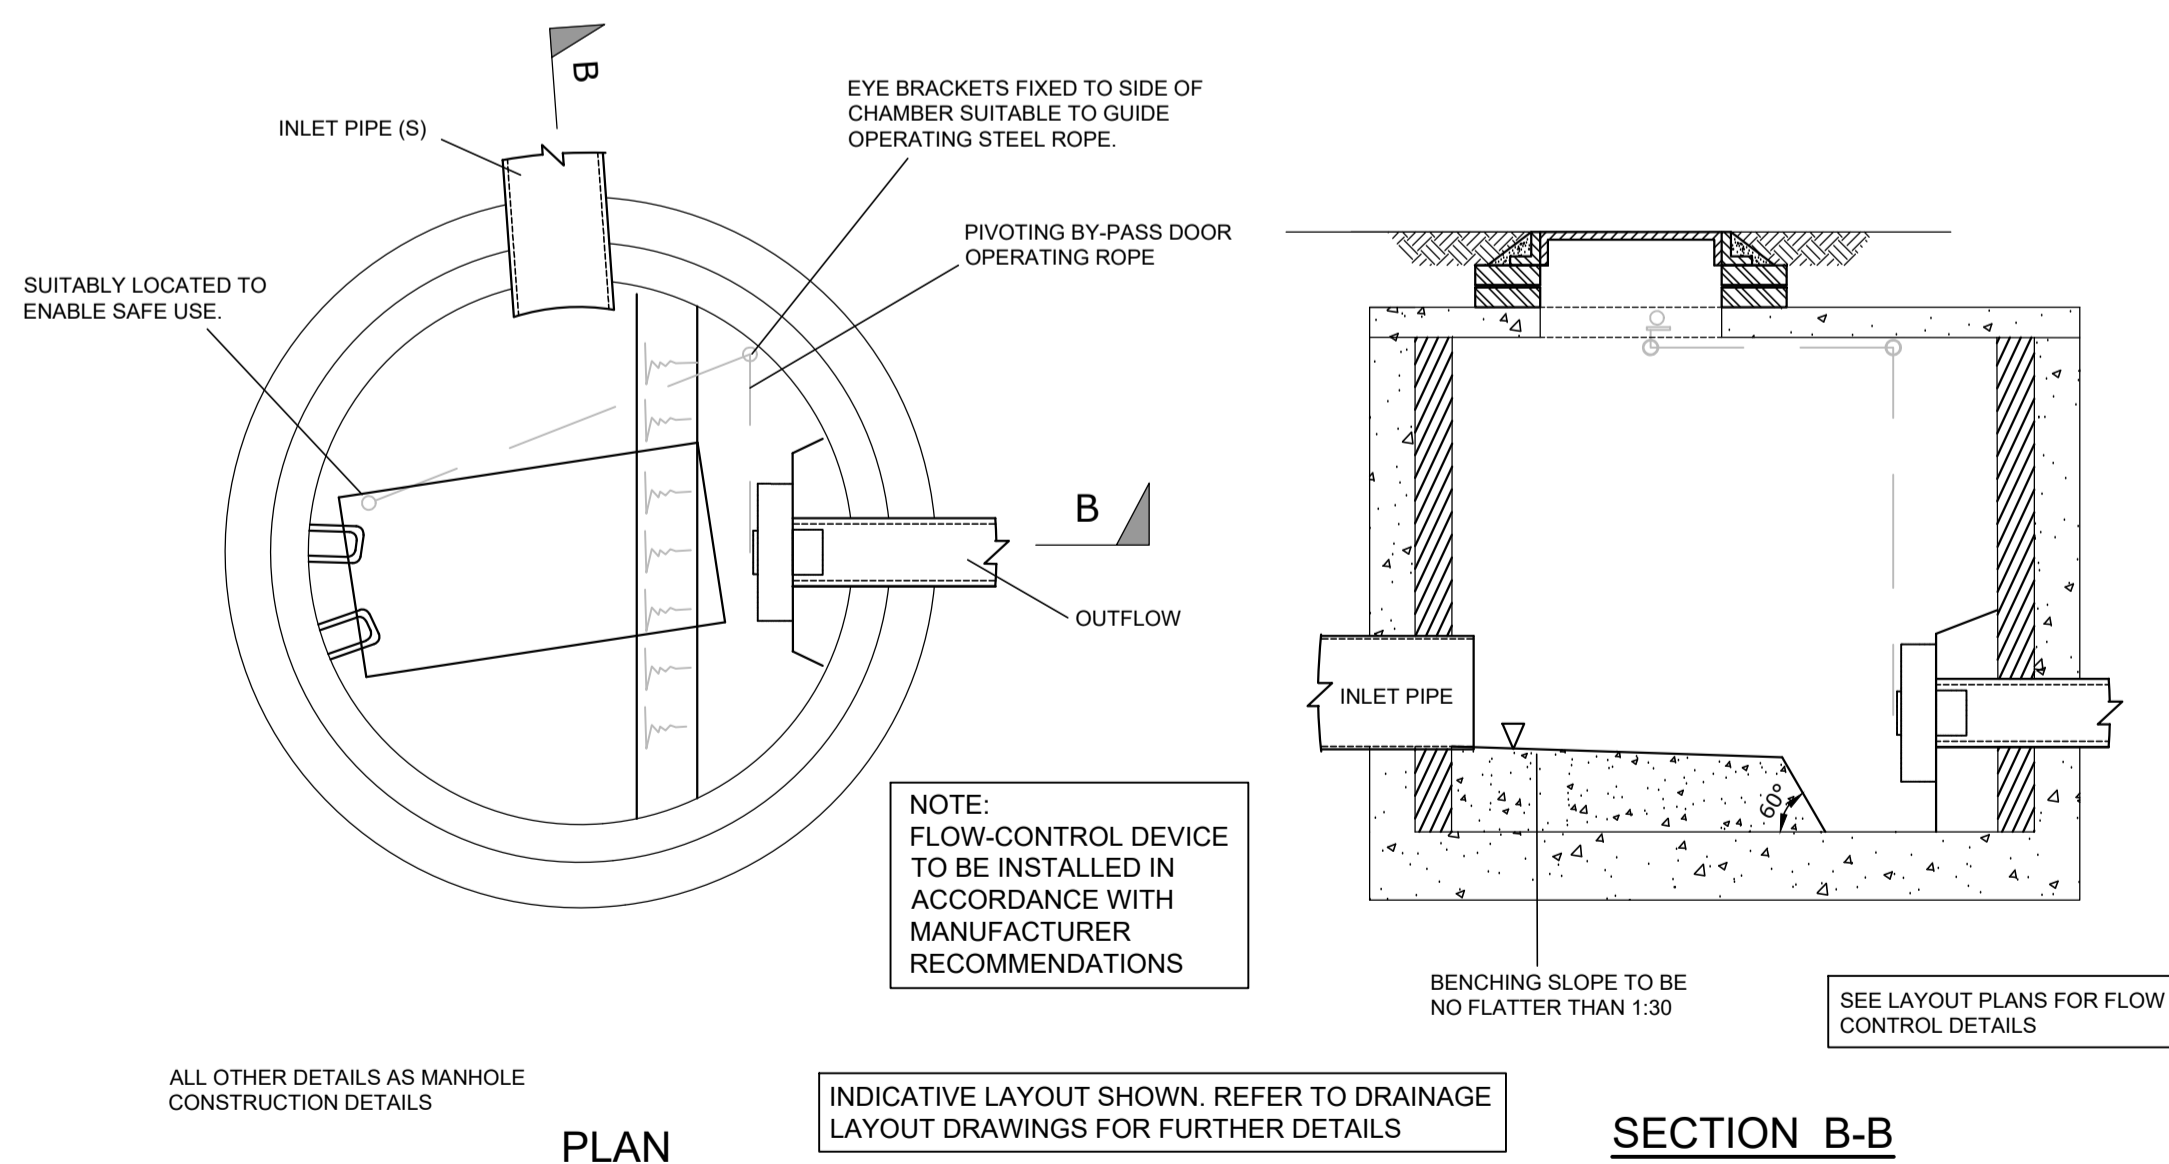 B
INLET PIPE (S)
EYE BRACKETS FIXED TO SIDE OF
CHAMBER SUITABLE TO GUIDE
OPERATING STEEL ROPE.
PIVOTING BY-PASS DOOR
OPERATING ROPE
SUITABLY LOCATED TO
ENABLE SAFE USE.
B
OUTFLOW
NOTE:
FLOW-CONTROL DEVICE
TO BE INSTALLED IN
ACCORDANCE WITH
MANUFACTURER
RECOMMENDATIONS
ALL OTHER DETAILS AS MANHOLE
CONSTRUCTION DETAILS
PLAN
INLET PIPE
60°
BENCHING SLOPE TO BE
NO FLATTER THAN 1:30
SEE LAYOUT PLANS FOR FLOW
CONTROL DETAILS
INDICATIVE LAYOUT SHOWN. REFER TO DRAINAGE
LAYOUT DRAWINGS FOR FURTHER DETAILS
SECTION B-B